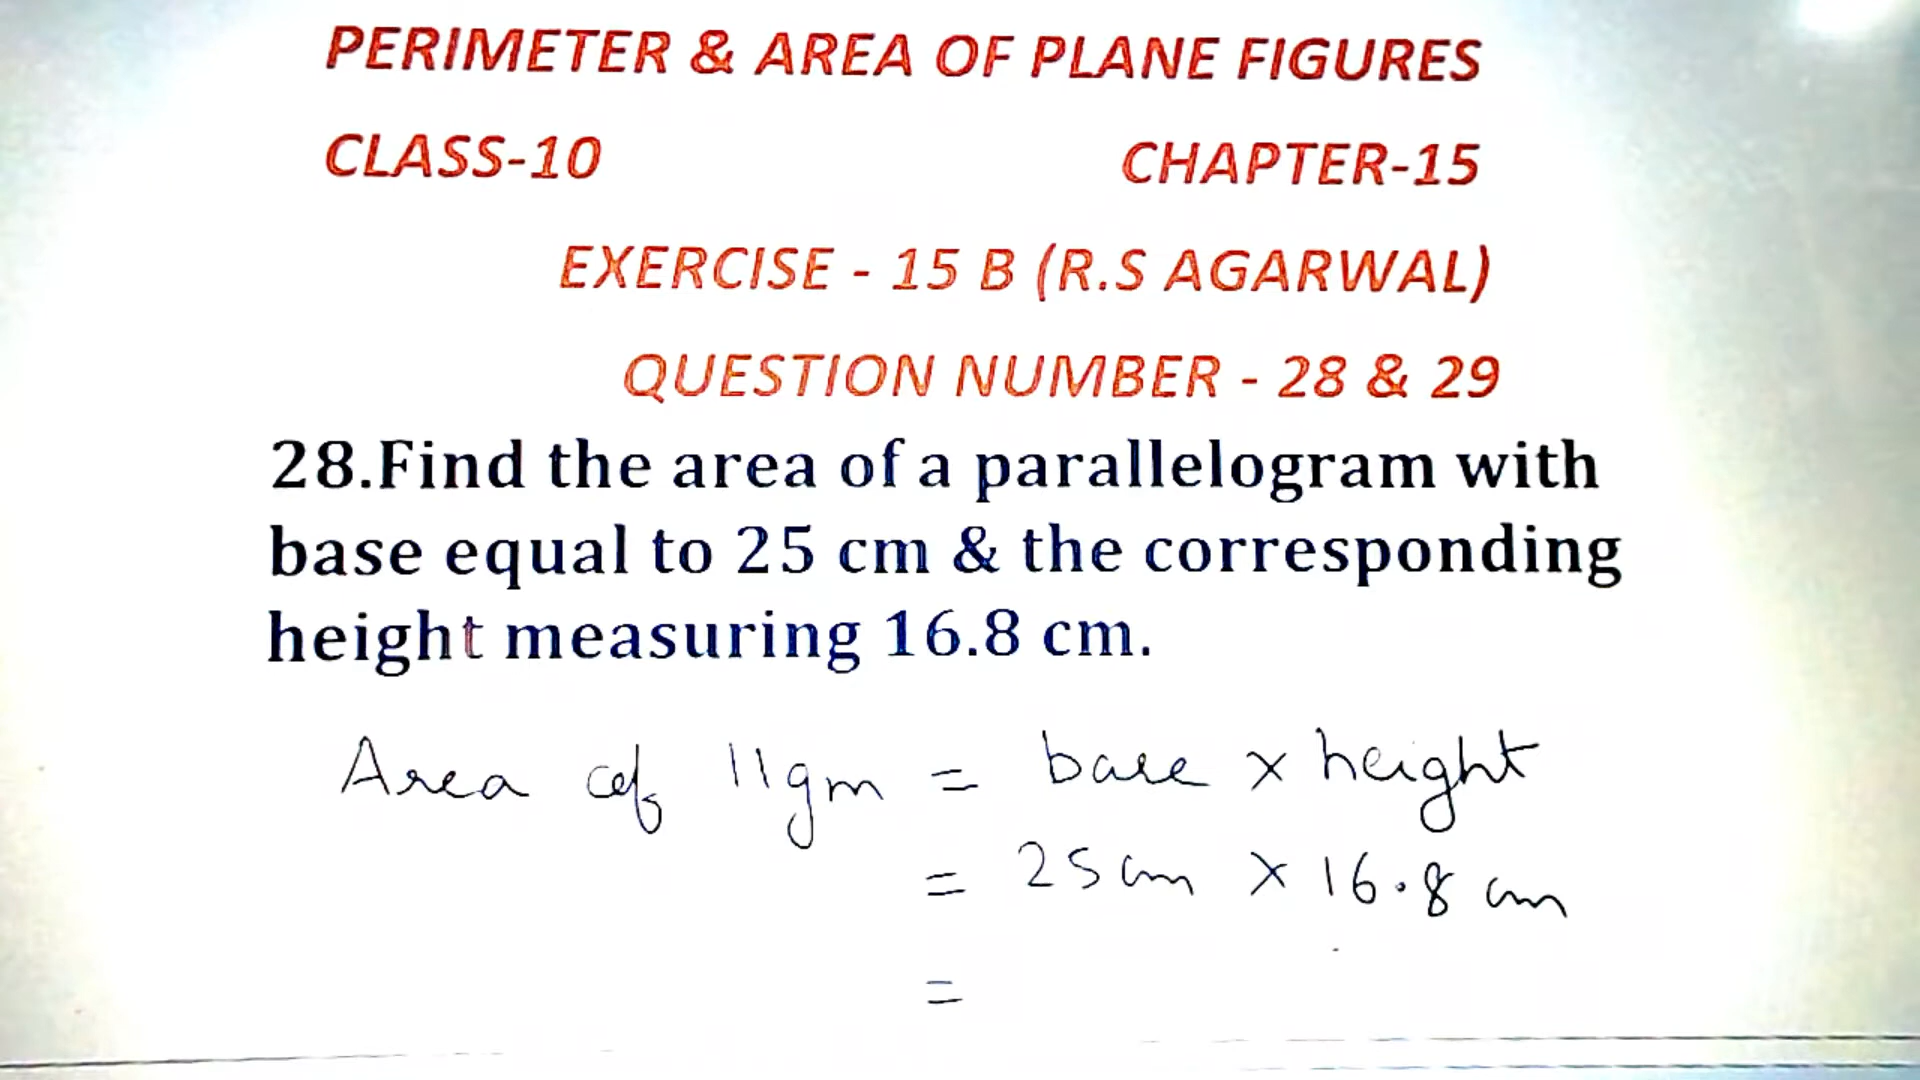 PERIMETER & AREA OF PLANE FIGURES
CLASS-10 CHAPTER-15
EXERCISE - 15 B (R.S AGARWAL)
QUESTION NUMBER - 28 & 29
28.Find the area of a parallelogram with
base equal to 25 cm & the corresponding
height measuring 16.8 cm.
Area of ||gm = base × height
= 25 cm × 16.8 cm
=